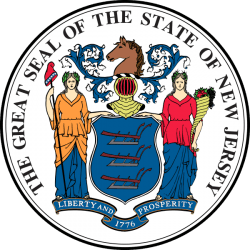 THE GREAT SEAL OF THE STATE OF NEW JERSEY
LIBERTY AND PROSPERITY
1776